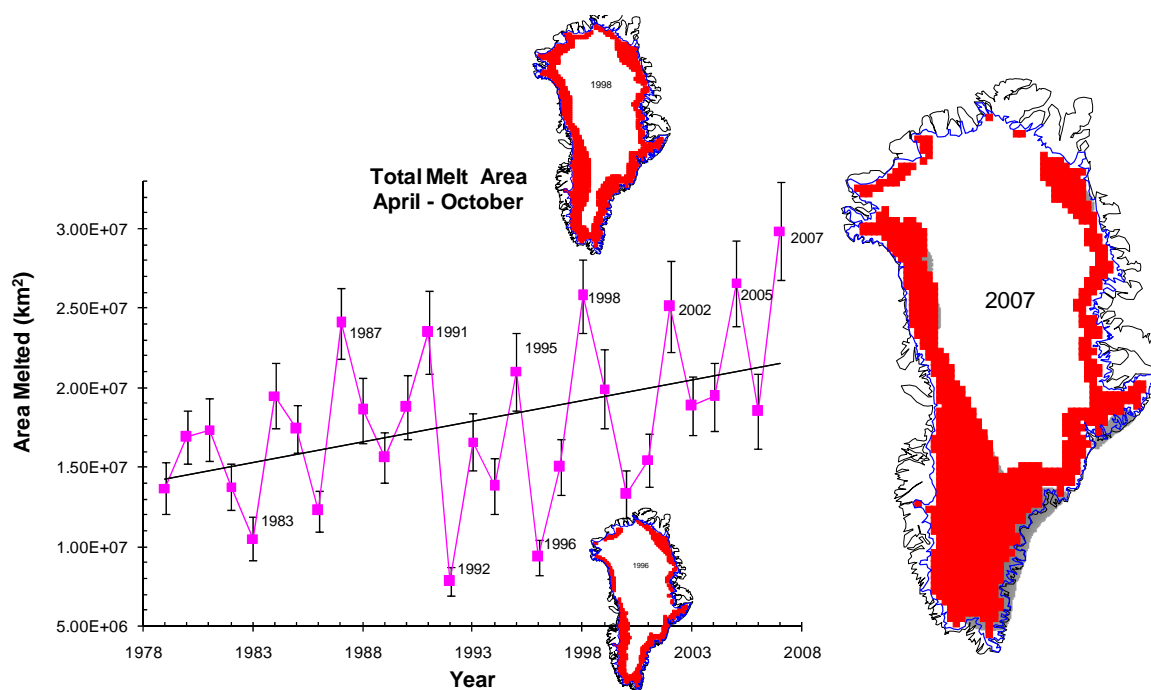 1998
Total Melt Area
April - October
3.00E+07
2.50E+07
2.00E+07
1.50E+07
1.00E+07
5.00E+06
Area Melted (km²)
1983
1987
1991
1992
1995
1996
1998
2002
2005
2007
1996
1978
1983
1988
1993
1998
2003
2008
Year
2007